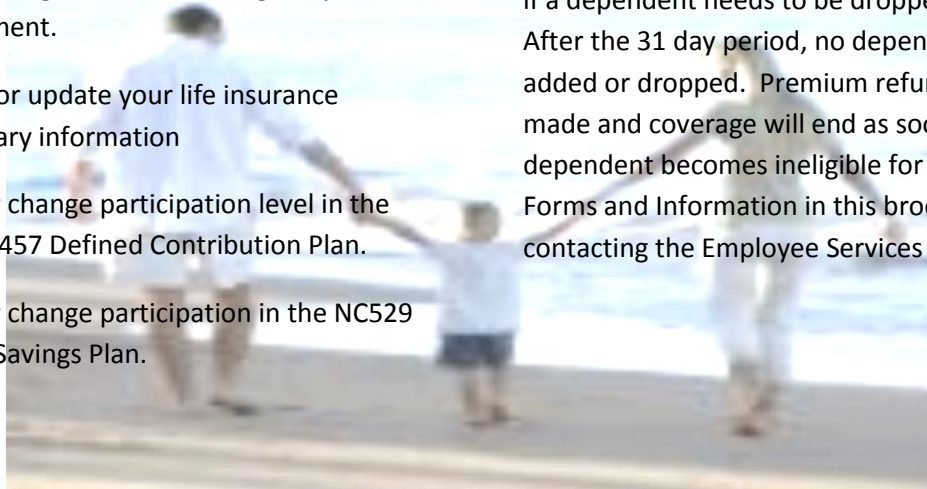 ment.
or update your life insurance
ary information
change participation level in the
457 Defined Contribution Plan.
change participation in the NC529
Savings Plan.
If a dependent needs to be droppe
After the 31 day period, no depen
added or dropped.  Premium refu
made and coverage will end as soo
dependent becomes ineligible for
Forms and Information in this broc
contacting the Employee Services